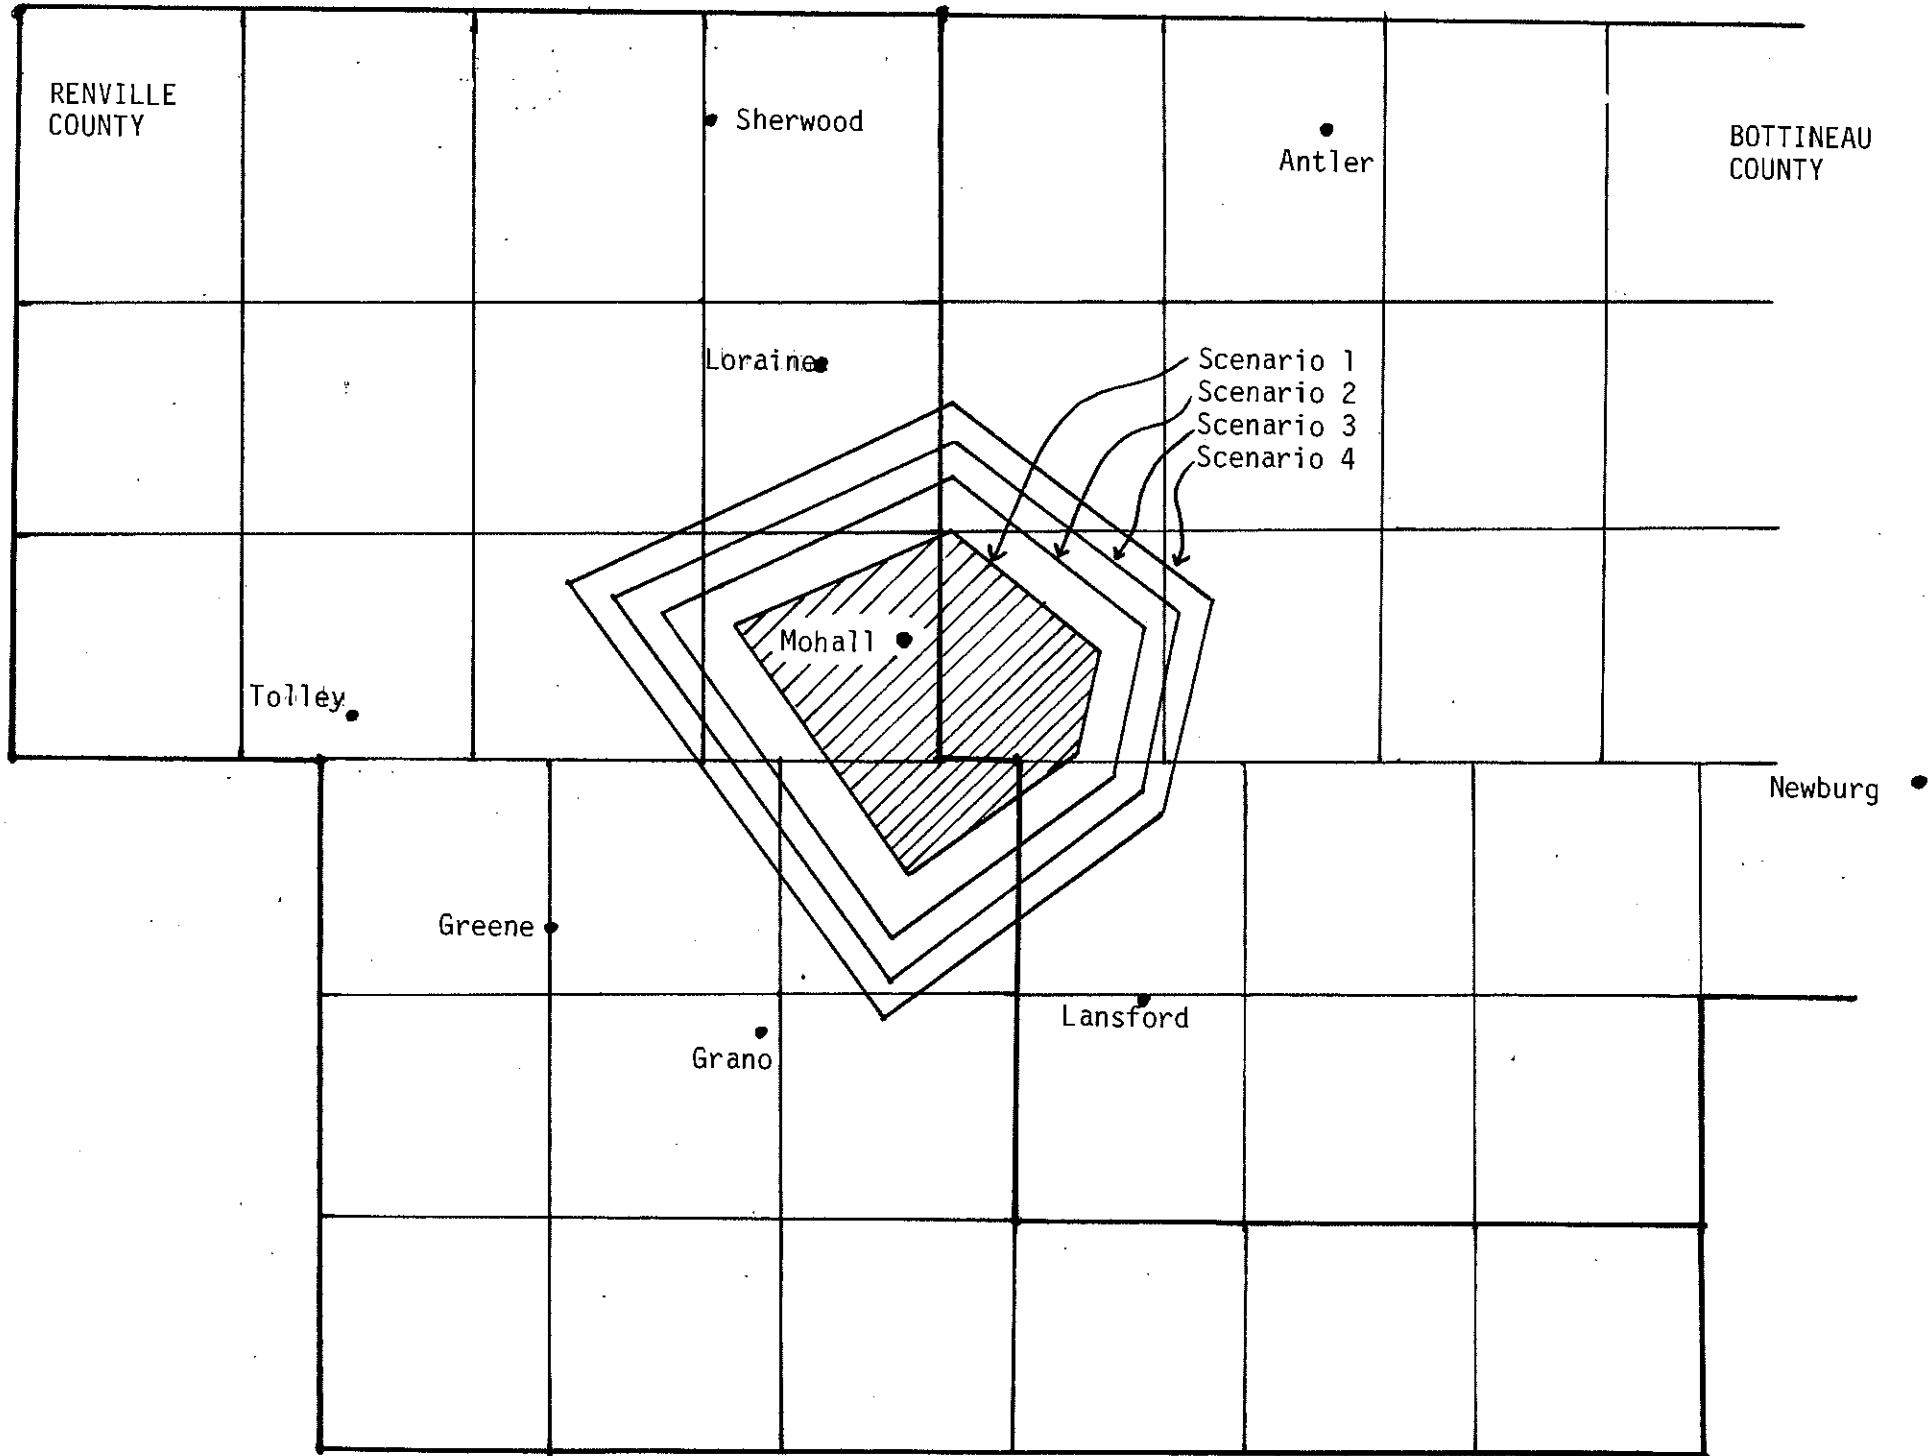 RENVILLE
COUNTY
Sherwood
Antler
BOTTINEAU
COUNTY
Loraine
Scenario 1
Scenario 2
Scenario 3
Scenario 4
Mohall
Tolley
Newburg
Greene
Lansford
Grano